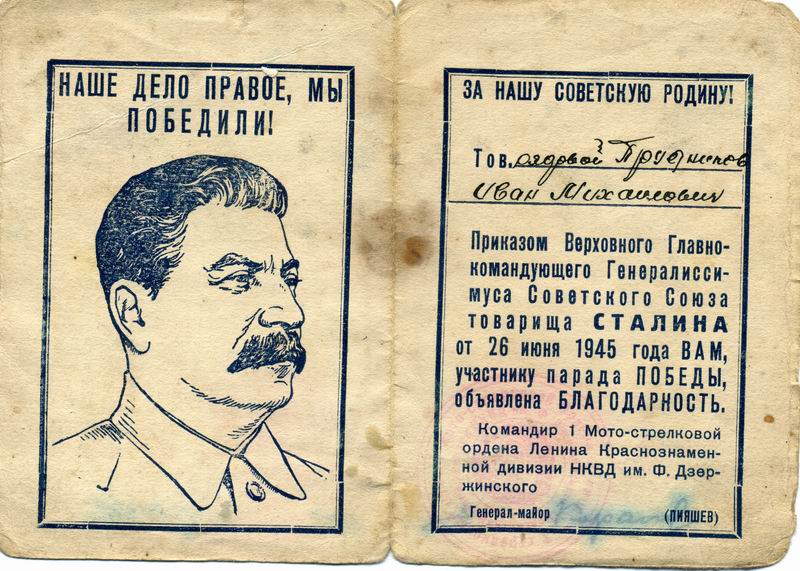 НАШЕ ДЕЛО ПРАВОЕ, МЫ
ПОБЕДИЛИ!
ЗА НАШУ СОВЕТСКУЮ РОДИНУ!
Тов. рядовой Прудников
Иван Михайлович
Приказом Верховного Главно-
командующего Генералисси-
муса Советского Союза
товарища СТАЛИНА
от 26 июня 1945 года ВАМ,
участнику парада ПОБЕДЫ,
объявлена БЛАГОДАРНОСТЬ.
Командир 1 Мото-стрелковой
ордена Ленина Краснознамен-
ной дивизии НКВД им. Ф. Дзер-
жинского
Генерал-майор (ПИЯШЕВ)